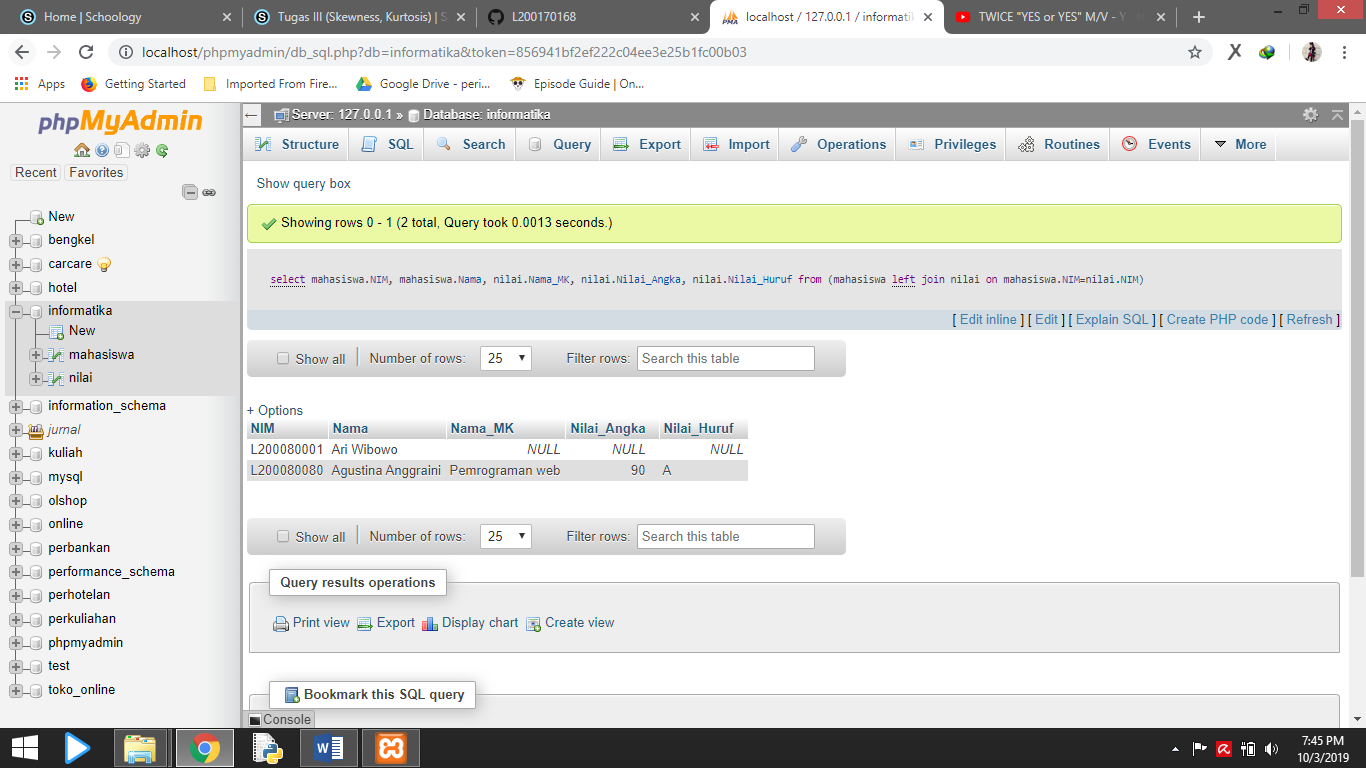 Home | Schoology
Tugas III (Skewness, Kurtosis) | S
L200170168
localhost / 127.0.0.1 / informati
TWICE "YES or YES" M/V - Y
localhost/phpmyadmin/db_sql.php?db=informatika&token=856941bf2ef222c04ee3e25b1fc00b03
Apps
Getting Started
Imported From Fire...
Google Drive - peri...
Episode Guide | On...
phpMyAdmin
Recent
Favorites
New
bengkel
carcare
hotel
informatika
New
mahasiswa
nilai
information_schema
jurnal
kuliah
mysql
olshop
online
perbankan
performance_schema
perhotelan
perkuliahan
phpmyadmin
test
toko_online
Server: 127.0.0.1 » Database: informatika
Structure SQL Search Query Export Import Operations Privileges Routines Events More
Show query box
Showing rows 0 - 1 (2 total, Query took 0.0013 seconds.)
select mahasiswa.NIM, mahasiswa.Nama, nilai.Nama_MK, nilai.Nilai_Angka, nilai.Nilai_Huruf from (mahasiswa left join nilai on mahasiswa.NIM=nilai.NIM)
[ Edit inline ] [ Edit ] [ Explain SQL ] [ Create PHP code ] [ Refresh ]
Show all Number of rows: 25 Filter rows: Search this table
+ Options
NIM Nama Nama_MK Nilai_Angka Nilai_Huruf
L200080001 Ari Wibowo NULL NULL NULL
L200080080 Agustina Anggraini Pemrograman web 90 A
Show all Number of rows: 25 Filter rows: Search this table
Query results operations
Print view Export Display chart Create view
Bookmark this SQL query
Console
7:45 PM
10/3/2019